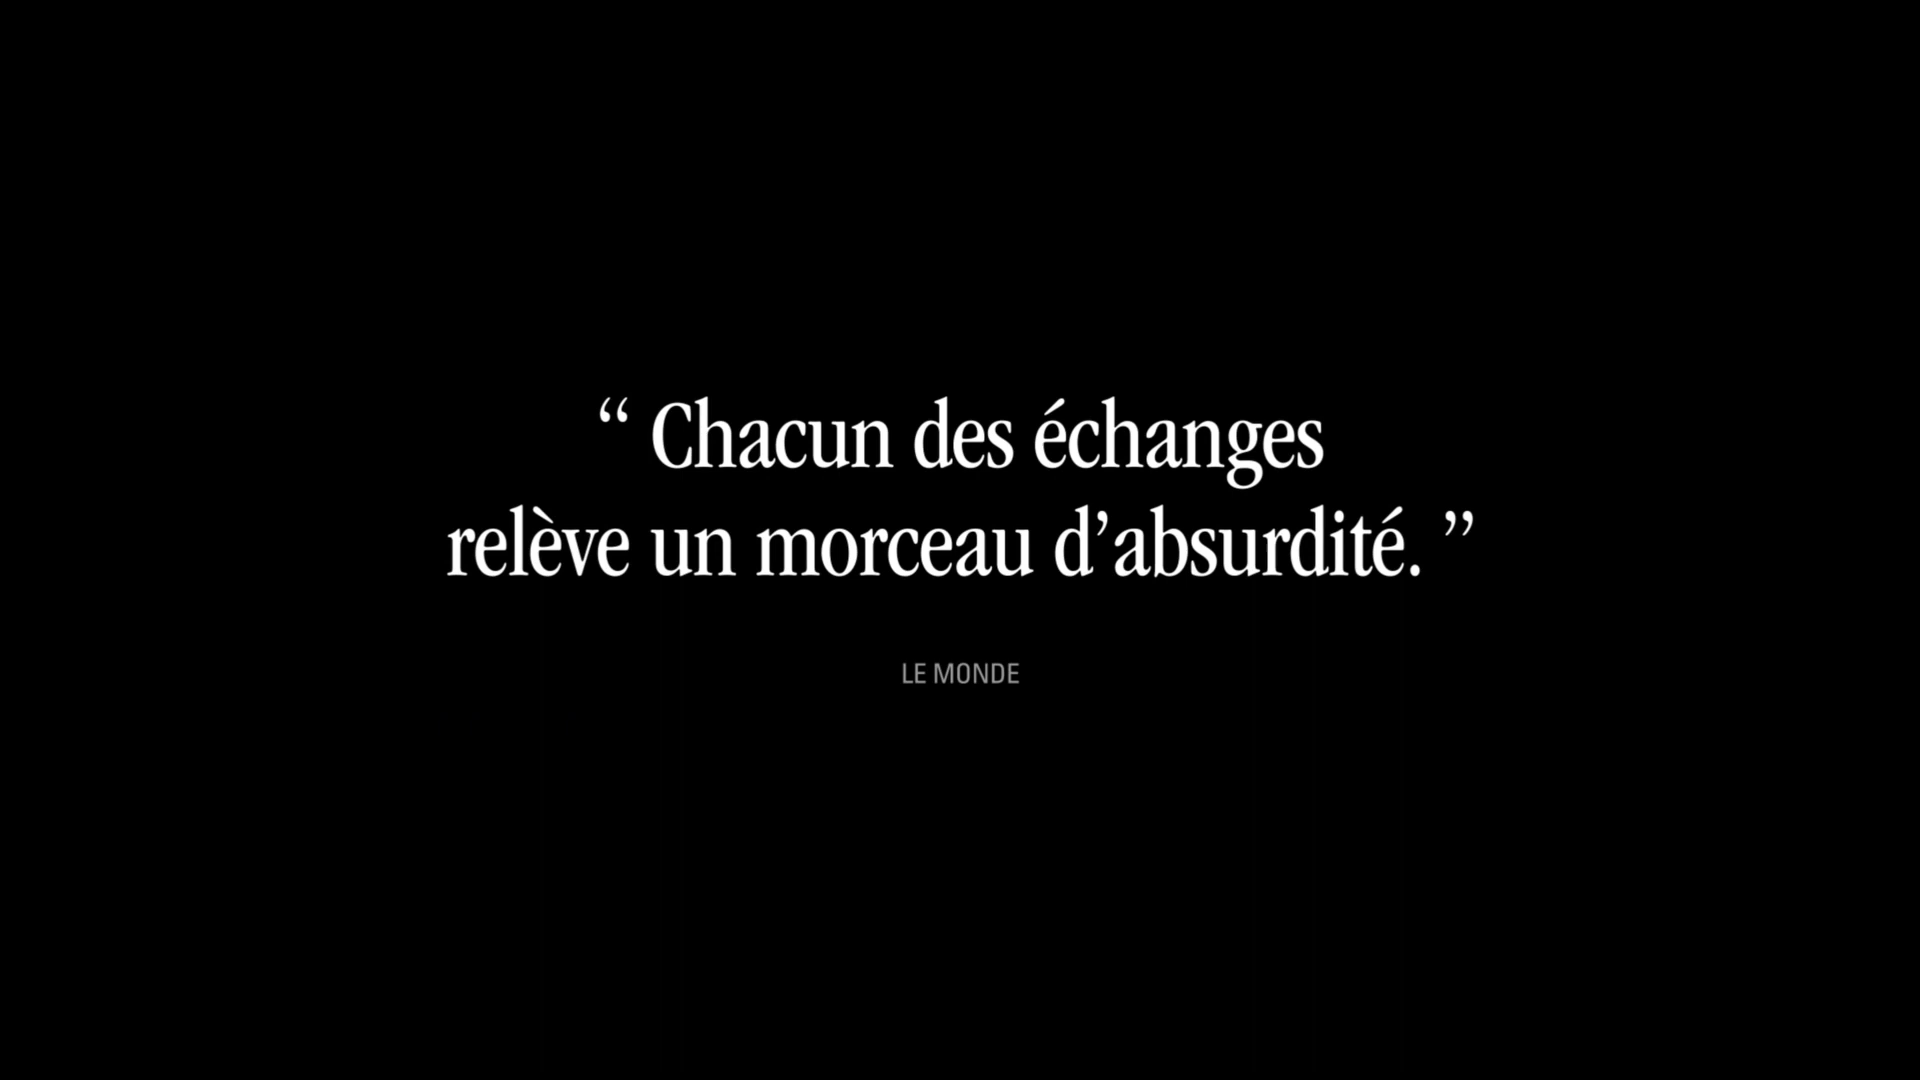 “ Chacun des échanges
relève un morceau d’absurdité. ”
LE MONDE